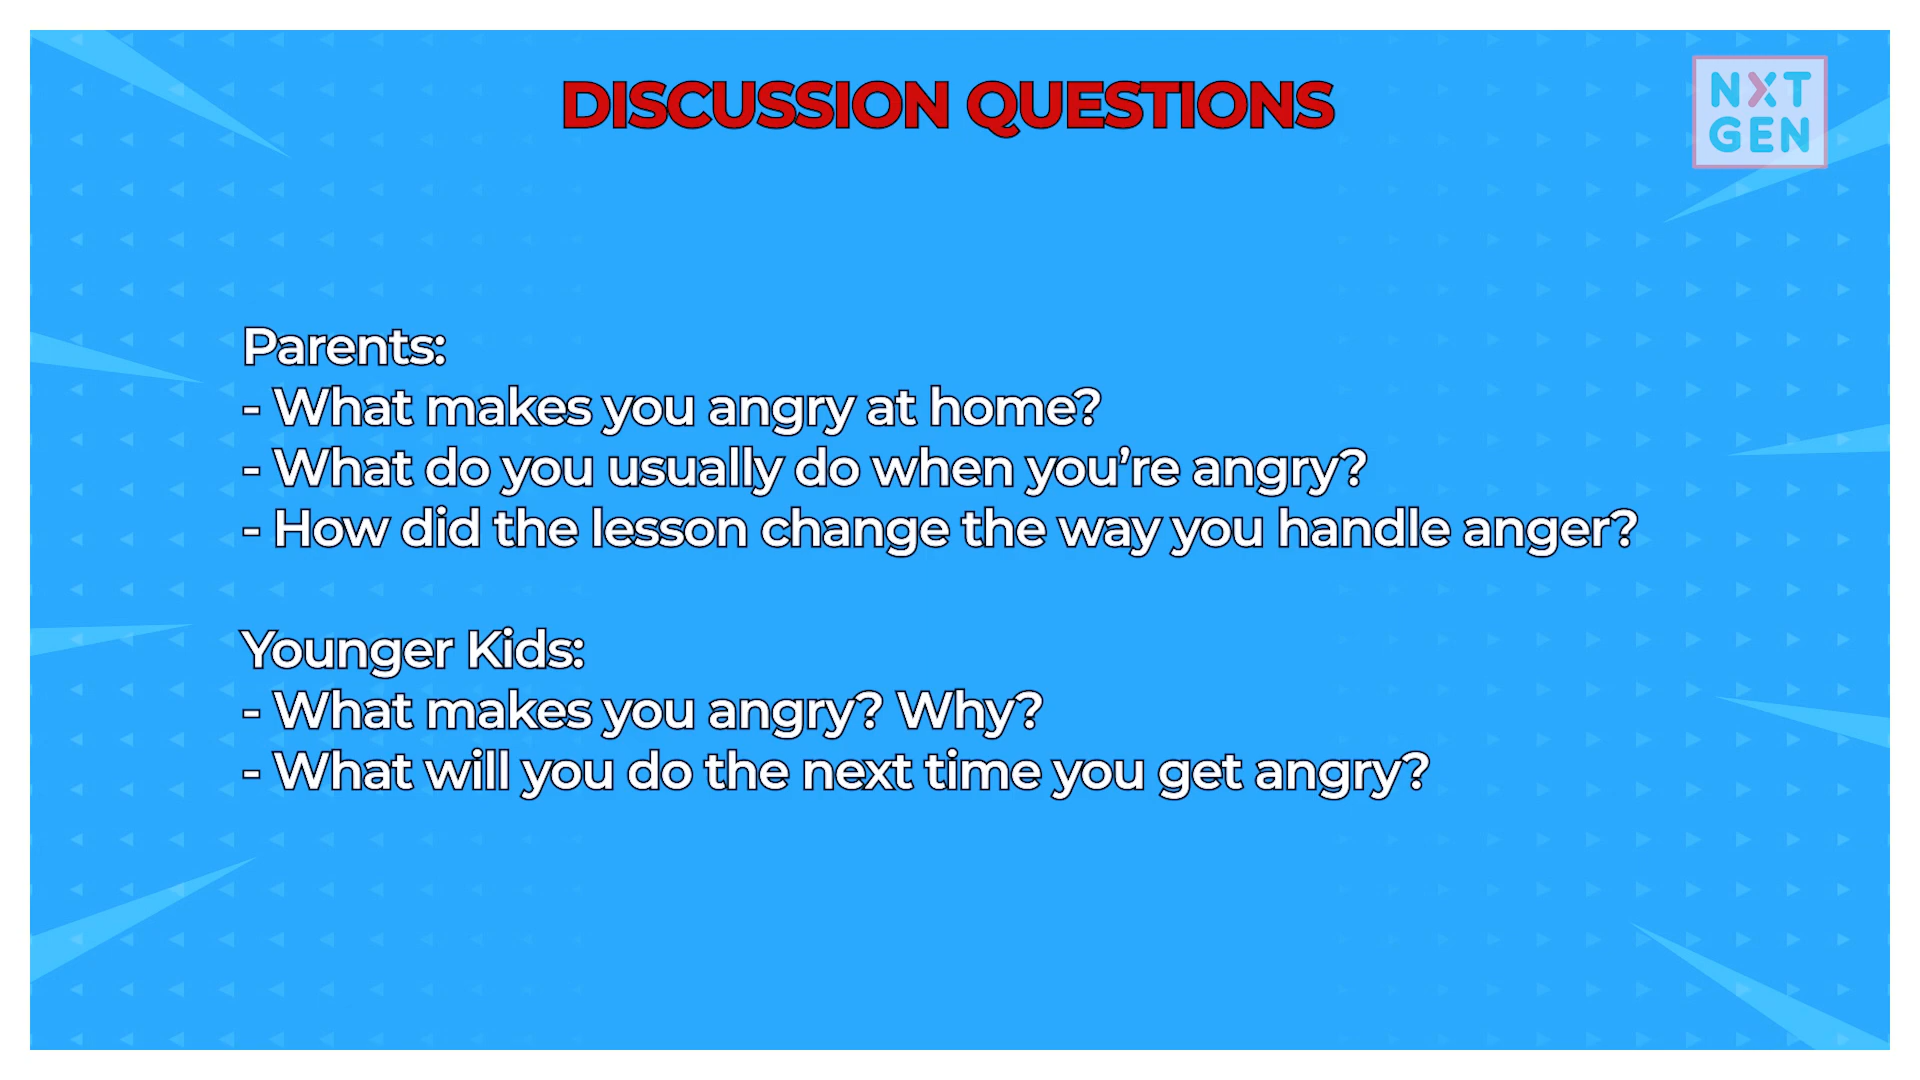 DISCUSSION QUESTIONS
NXT
GEN
Parents:
- What makes you angry at home?
- What do you usually do when you’re angry?
- How did the lesson change the way you handle anger?
Younger Kids:
- What makes you angry? Why?
- What will you do the next time you get angry?